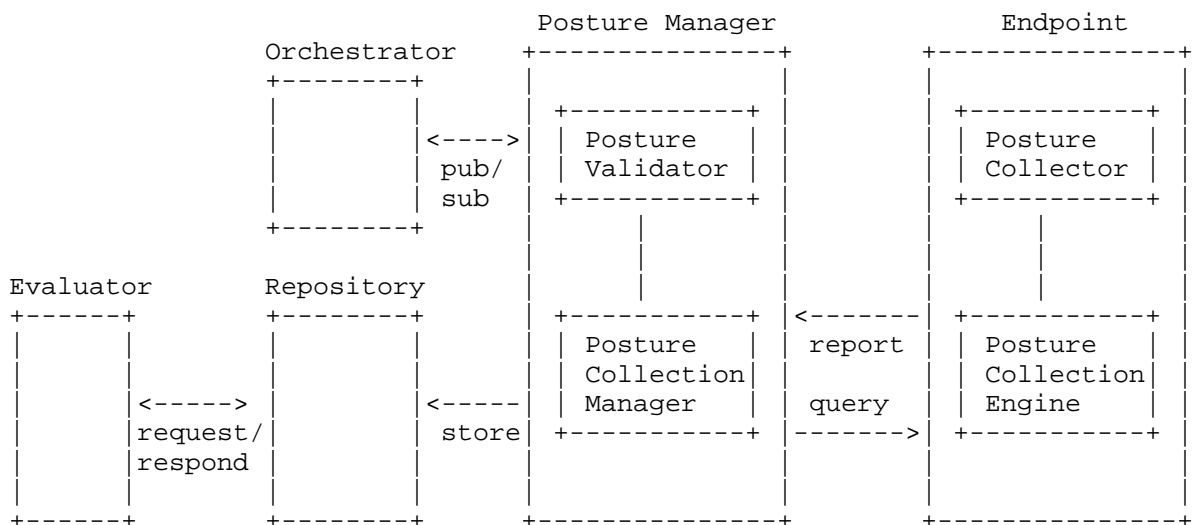 Posture Manager Endpoint
Orchestrator
Posture Posture
<----> Validator Collector
pub/
sub
Evaluator Repository
<-------
Posture report Posture
Collection Collection
<-----> <----- Manager query Engine
request/ store ------->
respond